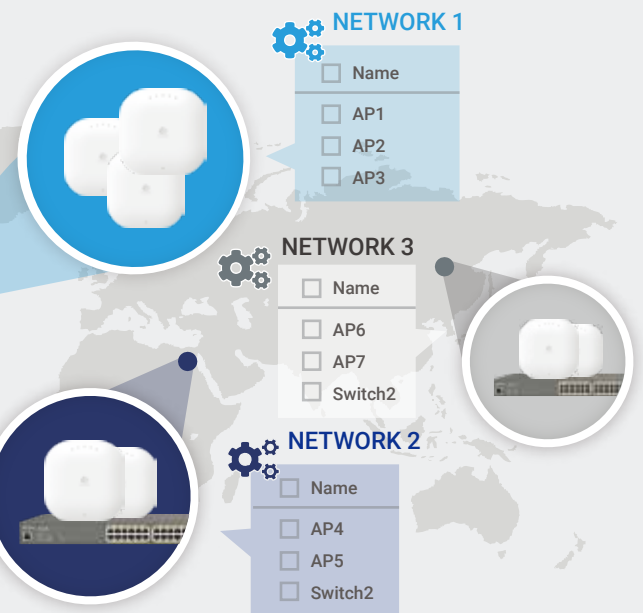 NETWORK 1
Name
AP1
AP2
AP3
NETWORK 3
Name
AP6
AP7
Switch2
NETWORK 2
Name
AP4
AP5
Switch2